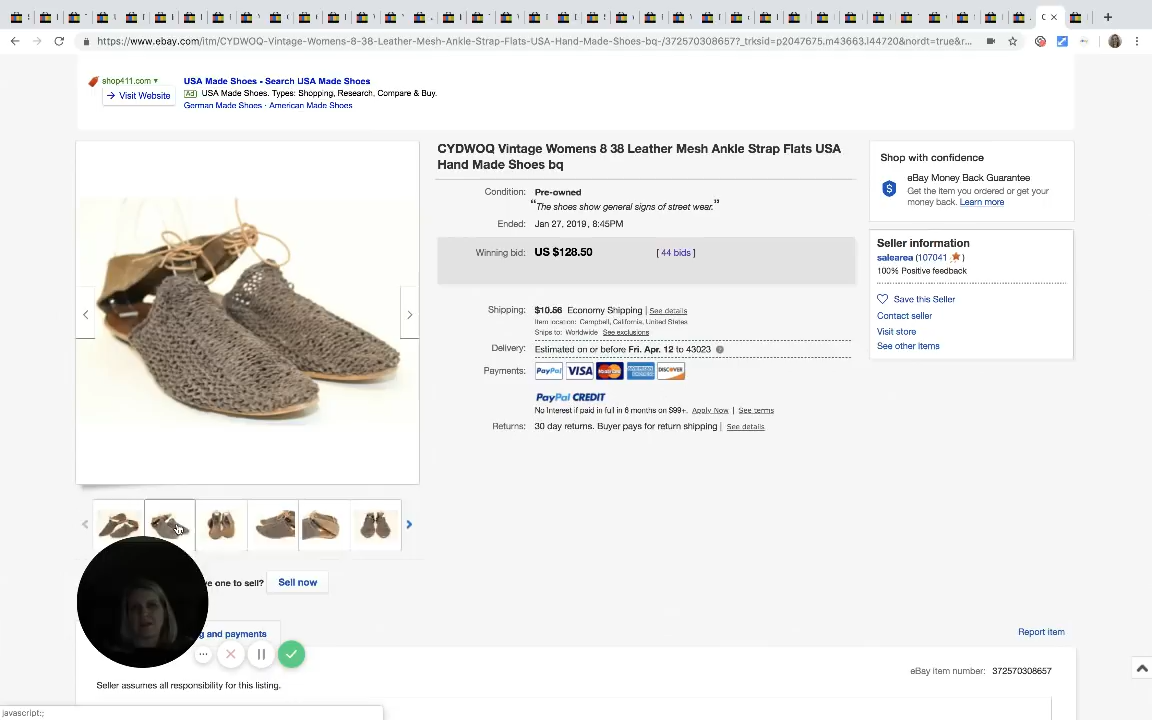 https://www.ebay.com/itm/CYDWOQ-Vintage-Womens-8-38-Leather-Mesh-Ankle-Strap-Flats-USA-Hand-Made-Shoes-bq-/372570308657?_trksid=p2047675.m43663.l44720&nordt=true&r...
shop411.com
Visit Website
USA Made Shoes - Search USA Made Shoes
Ad USA Made Shoes. Types: Shopping, Research, Compare & Buy.
German Made Shoes · American Made Shoes
CYDWOQ Vintage Womens 8 38 Leather Mesh Ankle Strap Flats USA
Hand Made Shoes bq
Condition: Pre-owned
"The shoes show general signs of street wear."
Ended: Jan 27, 2019 , 8:45PM
Winning bid: US $128.50 [ 44 bids ]
Shipping: $10.56 Economy Shipping | See details
Item location: Campbell, California, United States
Ships to: Worldwide See exclusions
Delivery: Estimated on or before Fri. Apr. 12 to 43023
Payments: PayPal VISA MasterCard AMERICAN EXPRESS DISCOVER
PayPal CREDIT
No Interest if paid in full in 6 months on $99+. Apply Now | See terms
Returns: 30 day returns. Buyer pays for return shipping | See details
Shop with confidence
eBay Money Back Guarantee
Get the item you ordered or get your
money back. Learn more
Seller information
salearea (107041)
100% Positive feedback
Save this Seller
Contact seller
Visit store
See other items
ve one to sell? Sell now
g and payments
Report item
eBay item number: 372570308657
Seller assumes all responsibility for this listing.
javascript:;